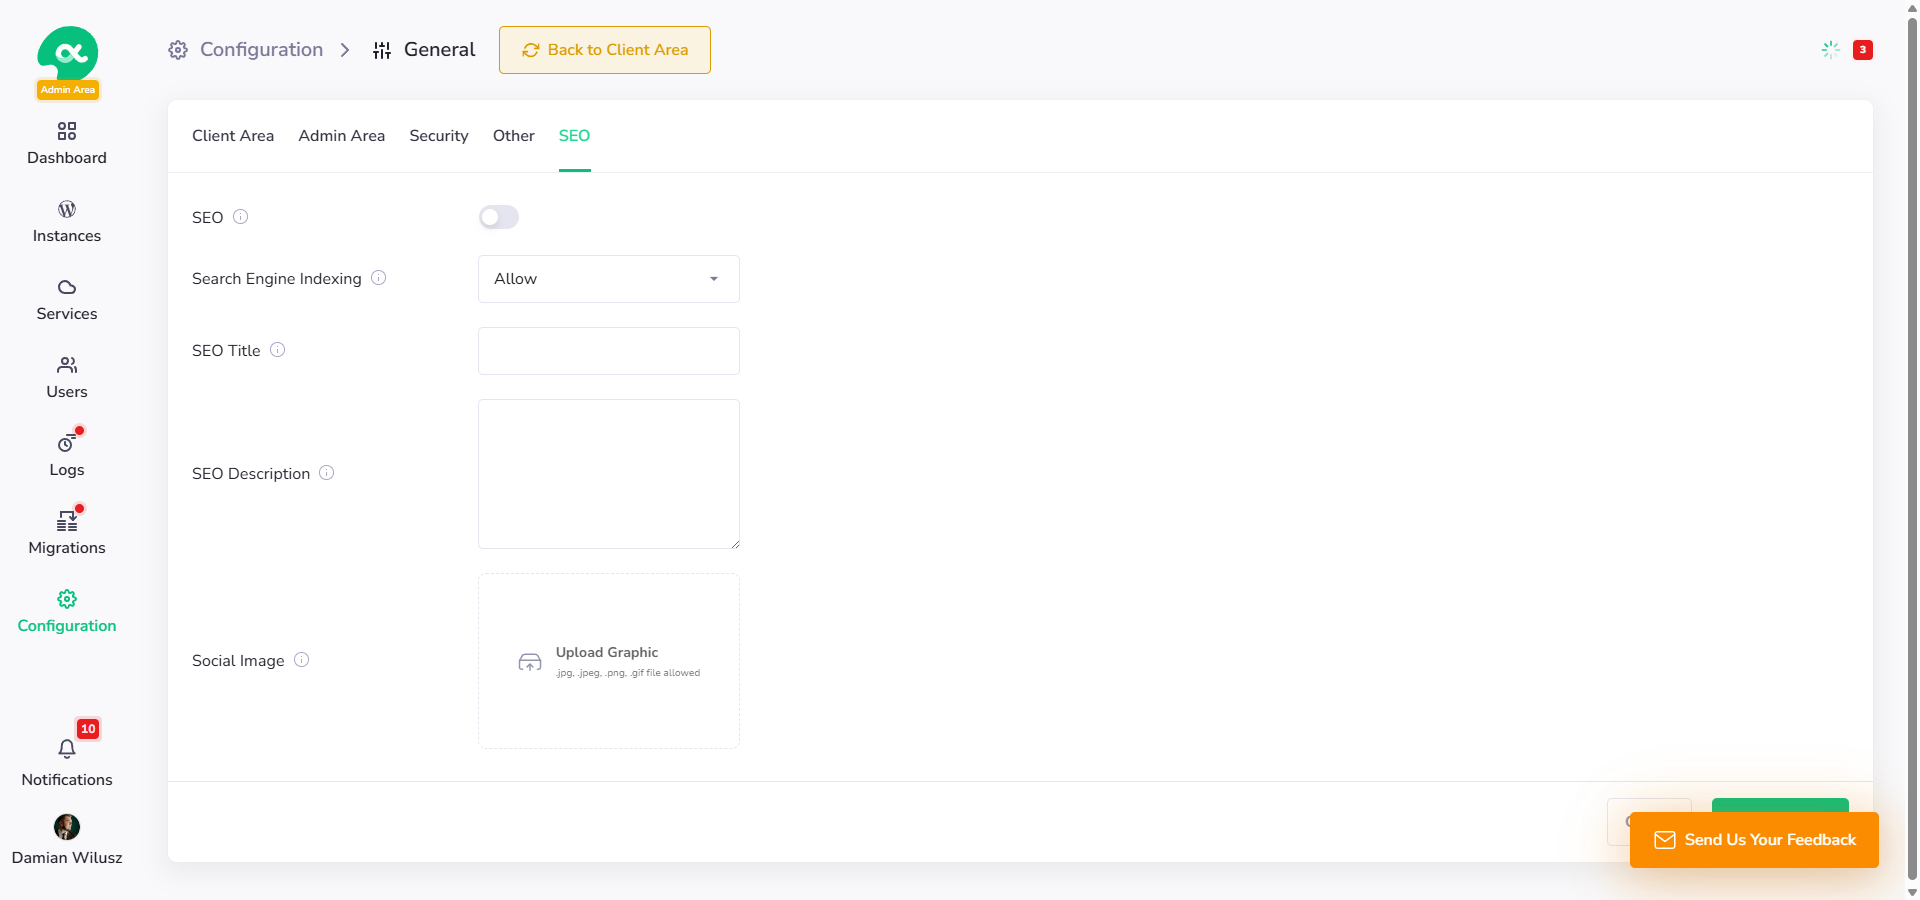 Admin Area
Dashboard
Instances
Services
Users
Logs
Migrations
Configuration
10
Notifications
Damian Wilusz
Configuration
General
Back to Client Area
3
Client Area
Admin Area
Security
Other
SEO
SEO
Search Engine Indexing
Allow
SEO Title
SEO Description
Social Image
Upload Graphic
.jpg, .jpeg, .png, .gif file allowed
Send Us Your Feedback